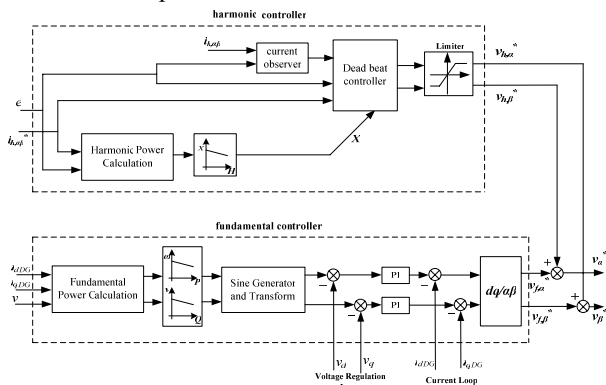 harmonic controller
i_{h,αβ}
current
observer
Dead beat
controller
Limiter
v_{h,α}*
v_{h,β}*
ϵ
i_{h,αβ}*
Harmonic Power
Calculation
x
H
X
fundamental controller
i_{dDG}
i_{qDG}
v
Fundamental
Power Calculation
ω
P
v
Q
Sine Generator
and Transform
−
−
PI
PI
−
−
dq/αβ
+
v_{f,α}*
v_{f,β}*
+
v_α*
v_β*
v_d
v_q
i_{dDG}
i_{qDG}
Voltage Regulation
Current Loop